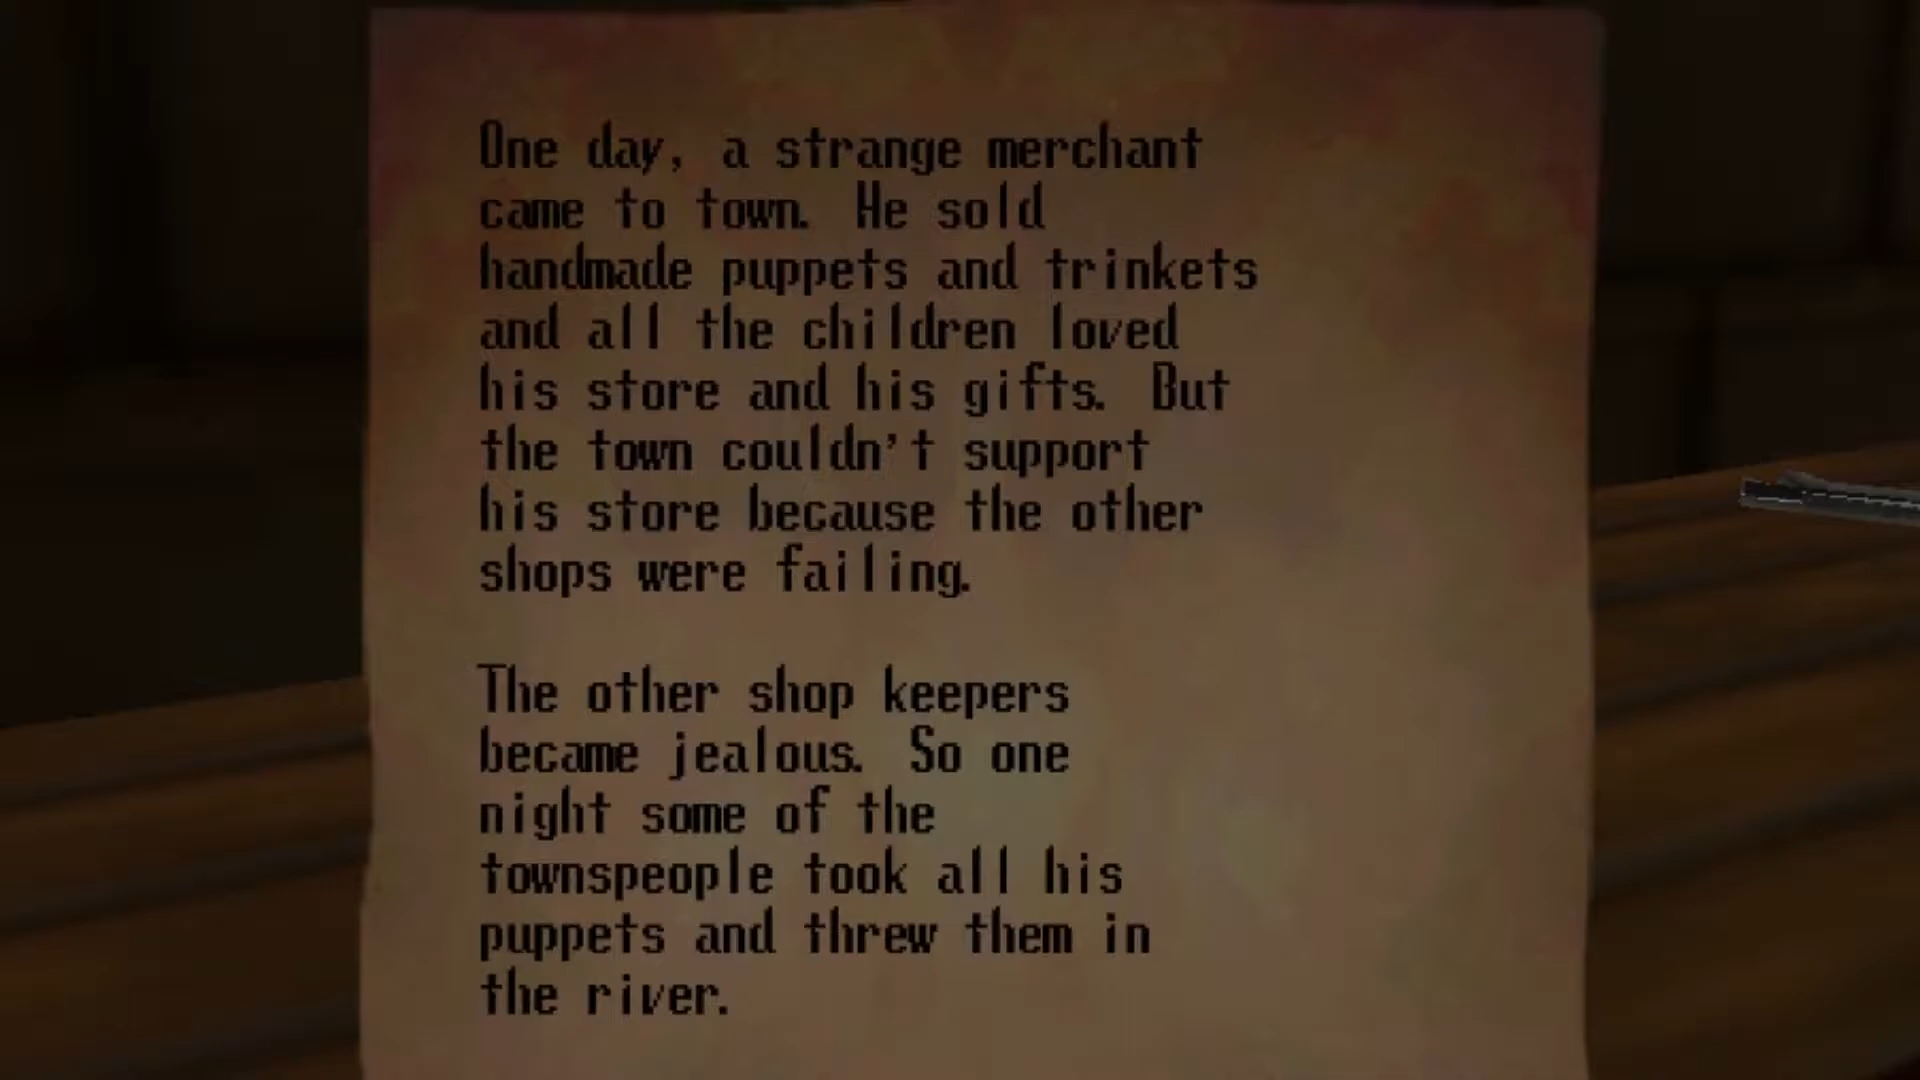 One day, a strange merchant
came to town.  He sold
handmade puppets and trinkets
and all the children loved
his store and his gifts.  But
the town couldn't support
his store because the other
shops were failing.
The other shop keepers
became jealous.  So one
night some of the
townspeople took all his
puppets and threw them in
the river.